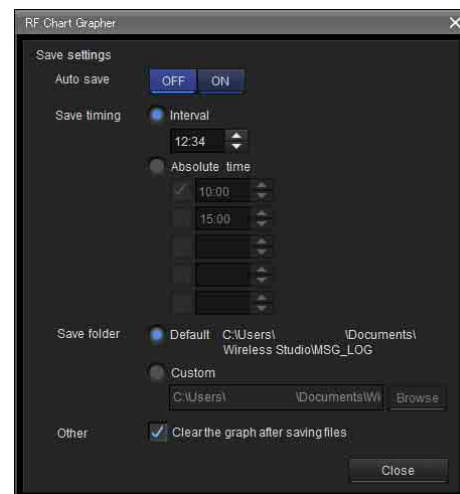 RF Chart Grapher
Save settings
Auto save OFF ON
Save timing Interval
12:34
Absolute time
10:00
15:00
Save folder Default C:\Users\ \Documents\
Wireless Studio\MSG_LOG
Custom
C:\Users\ \Documents\Wi Browse
Other Clear the graph after saving files
Close